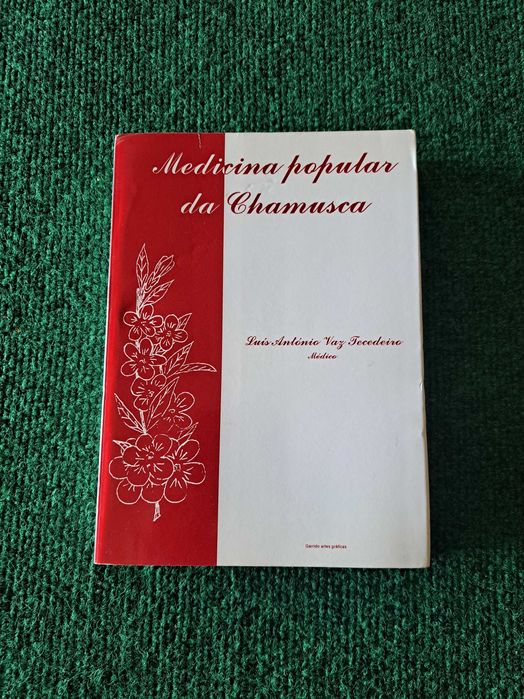 Medicina popular
da Chamusca
Luís António Vaz Tecedeiro
Médico
Garrido artes gráficas